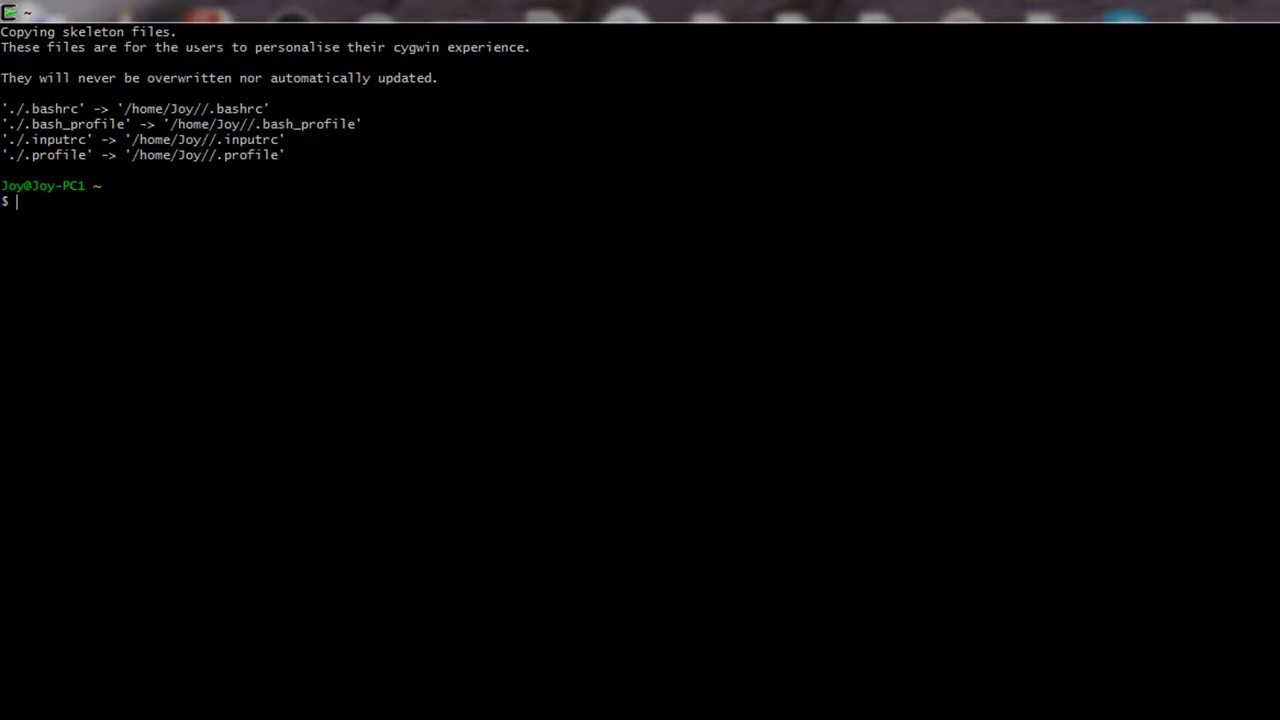 ~
Copying skeleton files.
These files are for the users to personalise their cygwin experience.
They will never be overwritten nor automatically updated.
'./.bashrc' -> '/home/Joy//.bashrc'
'./.bash_profile' -> '/home/Joy//.bash_profile'
'./.inputrc' -> '/home/Joy//.inputrc'
'./.profile' -> '/home/Joy//.profile'
Joy@Joy-PC1 ~
$